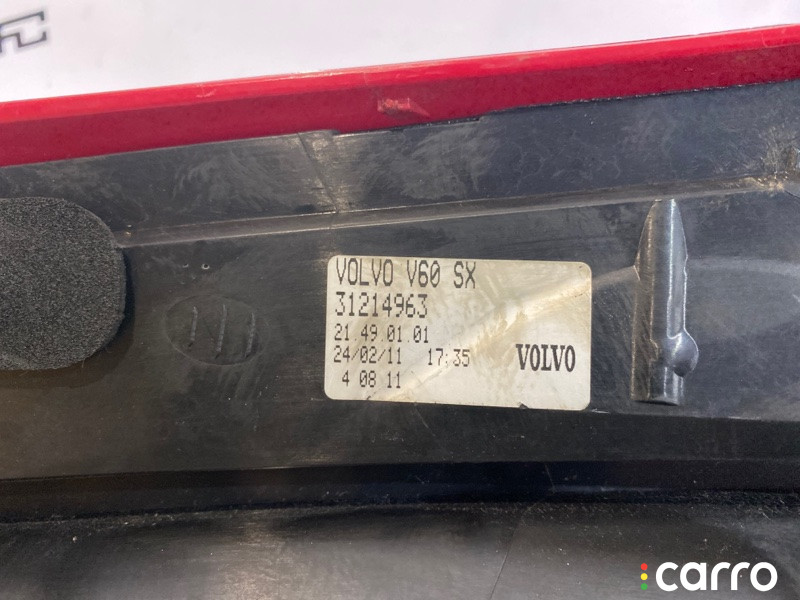 VOLVO V60 SX
31214963
21.49.01.01
24/02/11 17:35
VOLVO
4 08 11
carro